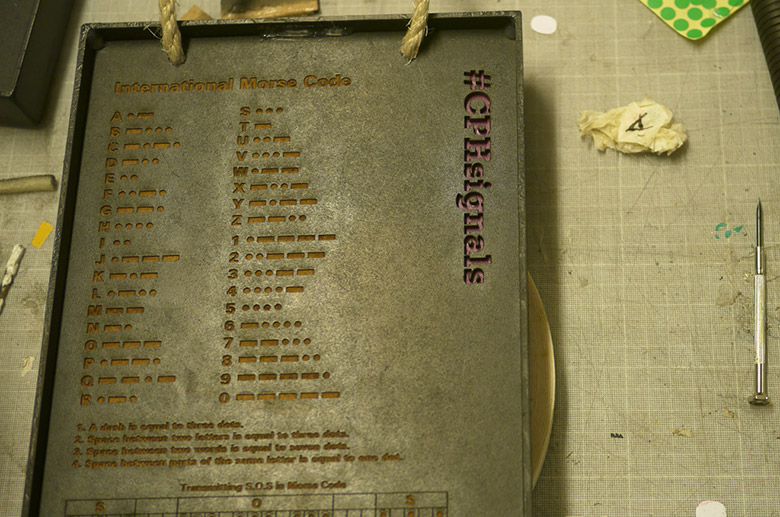 International Morse Code
A •—
B —•••
C —•—•
D —••
E ••
F ••—•
G ——•
H ••••
I ••
J •———
K —•—
L •—••
M ——
N —•
O ———
P •——•
Q ——•—
R •—•
S •••
T —
U ••—
V •••—
W •——
X —••—
Y —•——
Z ——••
1 •————
2 ••———
3 •••——
4 ••••—
5 ••••
6 —••••
7 ——•••
8 ———••
9 ————•
0 —————
1. A dash is equal to three dots.
2. Space between two letters is equal to three dots.
3. Space between two words is equal to seven dots.
4. Space between parts of the same letter is equal to one dot.
Transmitting S.O.S in Morse Code
S O S
#CPHsignals